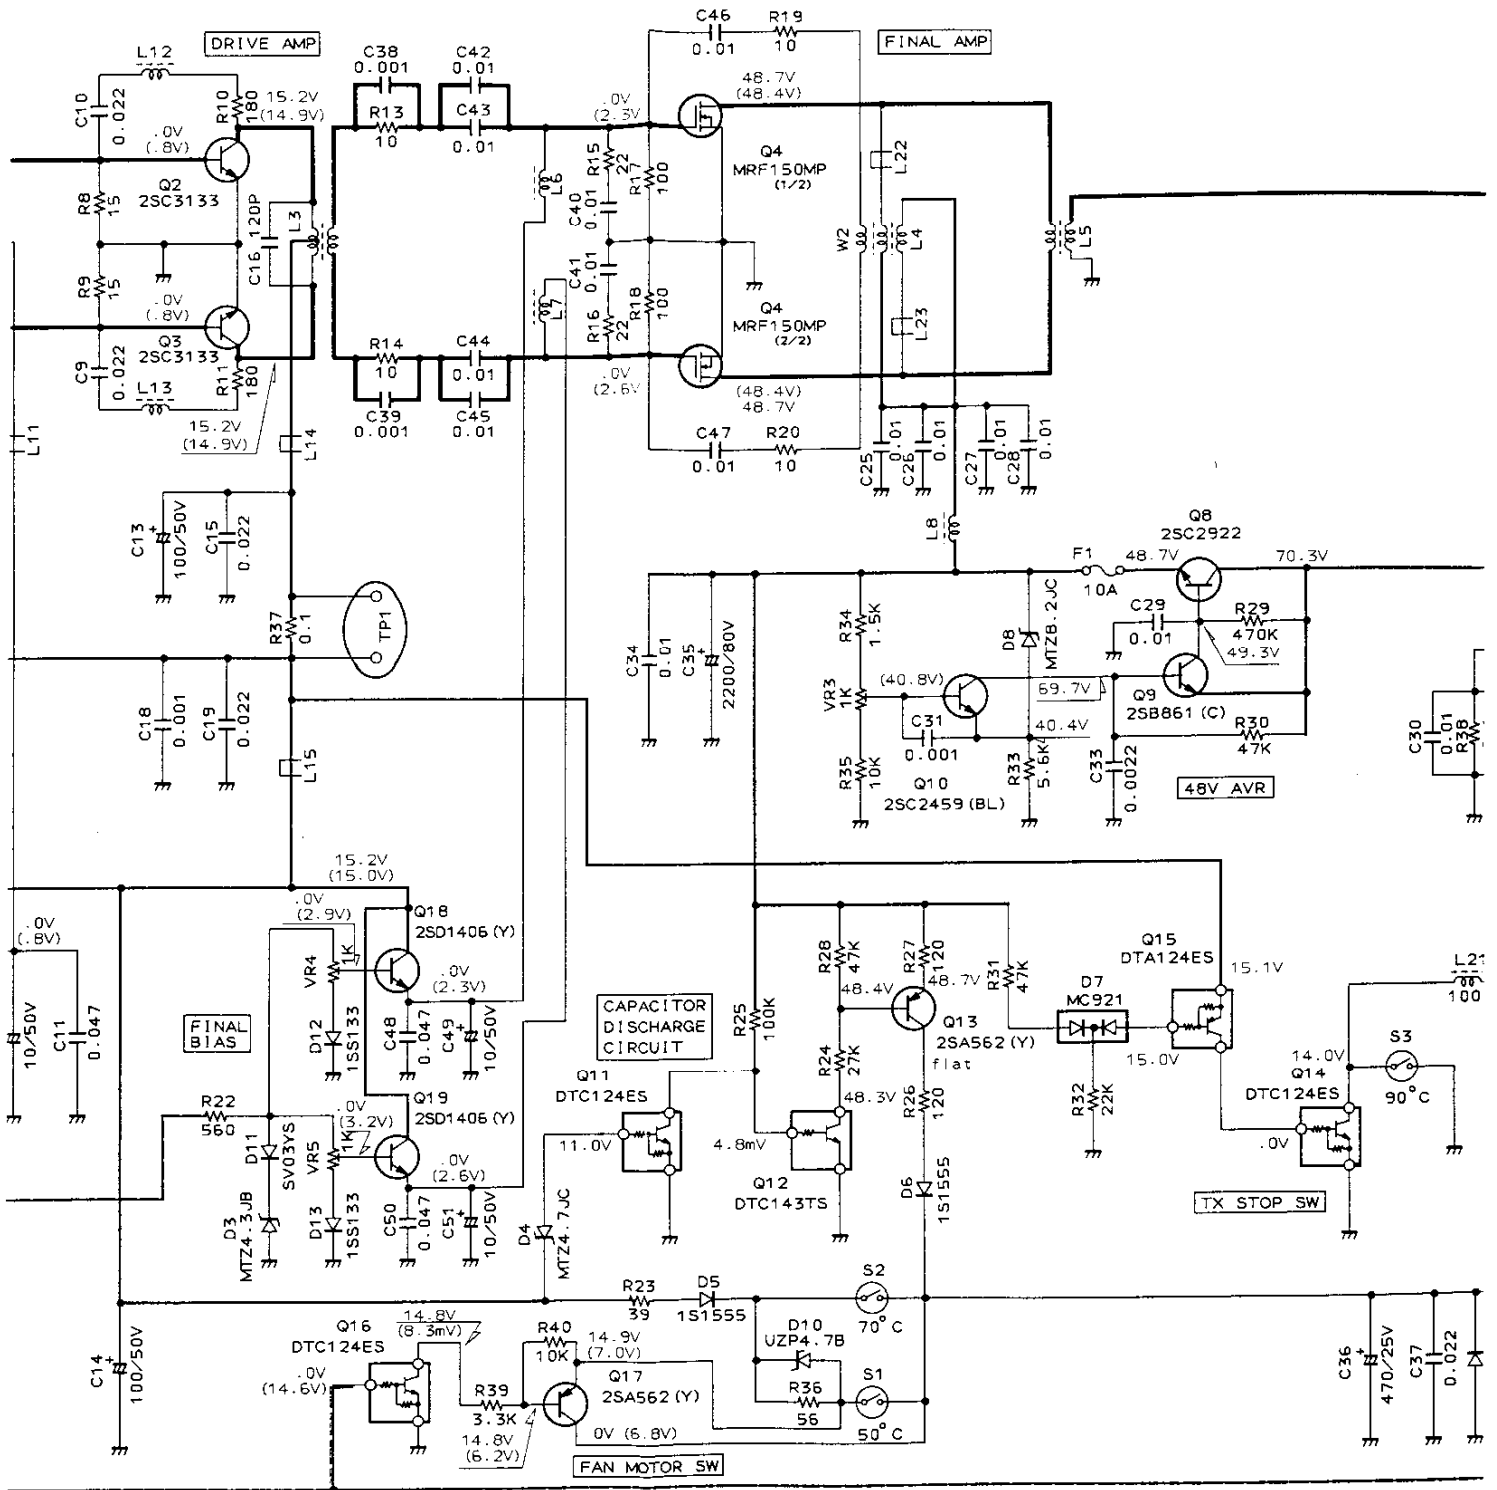 DRIVE AMP
FINAL AMP
L12
C10
0.022
R10
180
15.2V
(14.9V)
.0V
(.8V)
Q2
2SC3133
R8
15
R9
15
.0V
(.8V)
Q3
2SC3133
C9
0.022
L13
R11
180
15.2V
(14.9V)
C16
120P
L3
L11
L14
C38
0.001
R13
10
C42
0.01
C43
0.01
R14
10
C39
0.001
C44
0.01
C45
0.01
L6
L7
C46
0.01
R19
10
.0V
(2.3V)
R15
22
C40
0.01
R17
100
C41
0.01
R16
22
R18
100
.0V
(2.6V)
48.7V
(48.4V)
Q4
MRF150MP
(1/2)
Q4
MRF150MP
(2/2)
(48.4V)
48.7V
C47
0.01
R20
10
W2
L22
L4
L23
L5
C25
0.01
C26
0.01
C27
0.01
C28
0.01
L8
C13
+
100/50V
C15
0.022
R37
0.1
TP1
C18
0.001
C19
0.022
L15
C34
0.01
C35
+
2200/80V
R34
1.5K
VR3
1K
R35
10K
(40.8V)
C31
0.001
Q10
2SC2459(BL)
D8
MTZ8.2JC
R33
5.6K
40.4V
F1
10A
48.7V
Q8
2SC2922
70.3V
C29
0.01
R29
470K
49.3V
69.7V
Q9
2SB861(C)
R30
47K
C33
0.0022
48V AVR
C30
0.01
R38
15.2V
(15.0V)
.0V
(2.9V)
Q18
2SD1406(Y)
VR4
1K
.0V
(2.3V)
D12
1SS133
C48
0.047
C49
+
10/50V
.0V
(.8V)
10/50V
C11
0.047
FINAL
BIAS
R22
560
D11
SV03YS
D3
MTZ4.3JB
VR5
1K
.0V
(3.2V)
Q19
2SD1406(Y)
.0V
(2.6V)
D13
1SS133
C50
0.047
C51
+
10/50V
CAPACITOR
DISCHARGE
CIRCUIT
Q11
DTC124ES
11.0V
D4
MTZ4.7JC
R25
100K
4.8mV
Q12
DTC143TS
R28
47K
48.4V
R24
27K
48.3V
R27
120
48.7V
Q13
2SA562(Y)
flat
R26
120
D6
1S1555
R31
47K
D7
MC921
R32
22K
Q15
DTA124ES
15.1V
15.0V
14.0V
Q14
DTC124ES
.0V
S3
90°C
L21
100
TX STOP SW
R23
39
D5
1S1555
S2
70°C
D10
UZP4.7B
R36
56
S1
50°C
C14
+
100/50V
Q16
DTC124ES
.0V
(14.6V)
14.8V
(8.3mV)
R40
10K
14.9V
(7.0V)
Q17
2SA562(Y)
R39
3.3K
14.8V
(6.2V)
0V (6.8V)
FAN MOTOR SW
C36
+
470/25V
C37
0.022